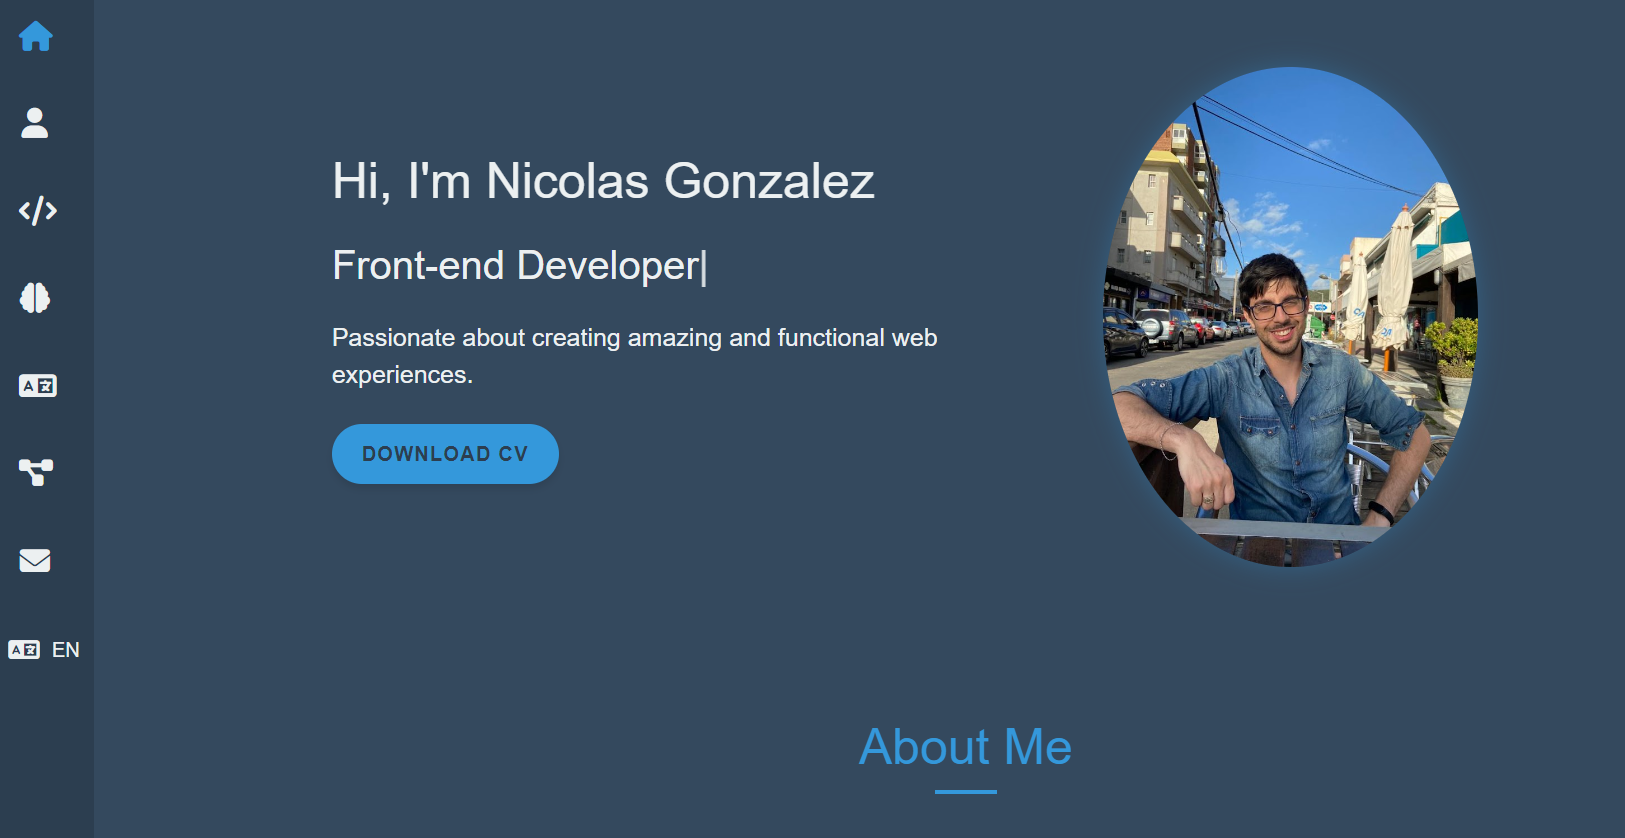 Hi, I'm Nicolas Gonzalez
Front-end Developer|
Passionate about creating amazing and functional web
experiences.
DOWNLOAD CV
EN
About Me